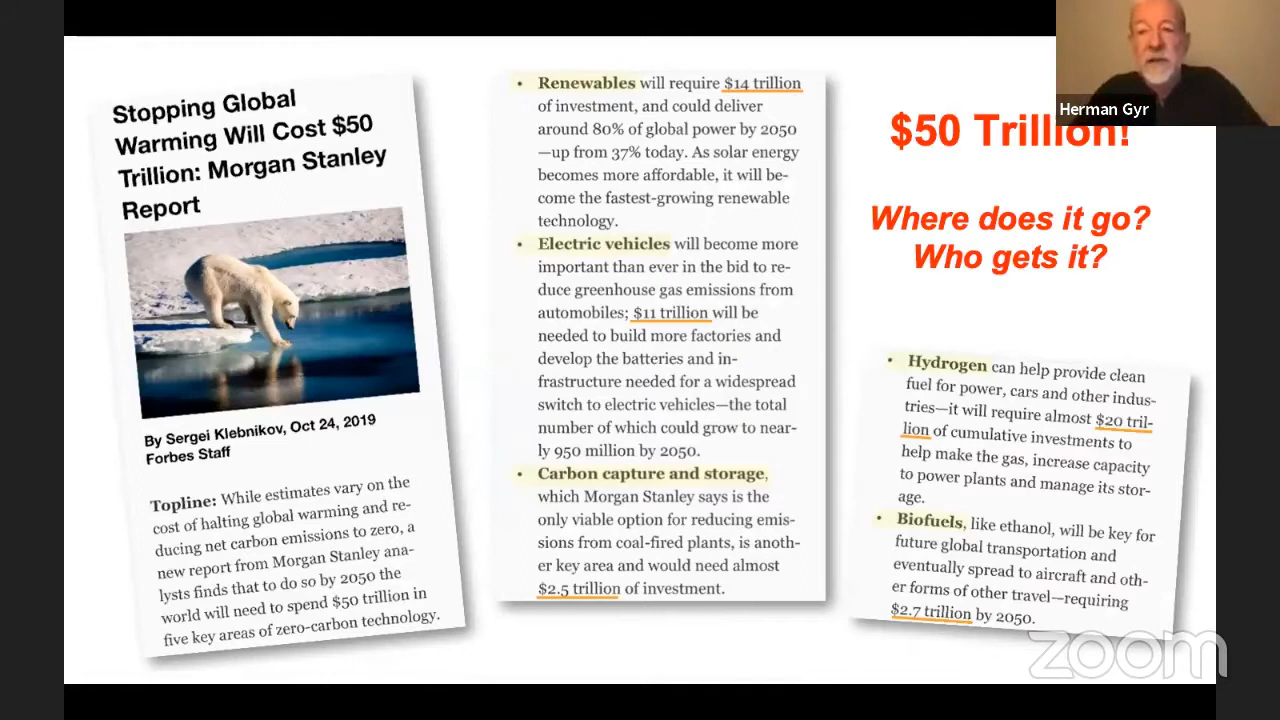 Stopping Global
Warming Will Cost $50
Trillion: Morgan Stanley
Report
By Sergei Klebnikov, Oct 24, 2019
Forbes Staff
Topline: While estimates vary on the
cost of halting global warming and re-
ducing net carbon emissions to zero, a
new report from Morgan Stanley ana-
lysts finds that to do so by 2050 the
world will need to spend $50 trillion in
five key areas of zero-carbon technology.
• Renewables will require $14 trillion
of investment, and could deliver
around 80% of global power by 2050
—up from 37% today. As solar energy
becomes more affordable, it will be-
come the fastest-growing renewable
technology.
• Electric vehicles will become more
important than ever in the bid to re-
duce greenhouse gas emissions from
automobiles; $11 trillion will be
needed to build more factories and
develop the batteries and in-
frastructure needed for a widespread
switch to electric vehicles—the total
number of which could grow to near-
ly 950 million by 2050.
• Carbon capture and storage,
which Morgan Stanley says is the
only viable option for reducing emis-
sions from coal-fired plants, is anoth-
er key area and would need almost
$2.5 trillion of investment.
Herman Gyr
$50 Trillion!
Where does it go?
Who gets it?
• Hydrogen can help provide clean
fuel for power, cars and other indus-
tries—it will require almost $20 tril-
lion of cumulative investments to
help make the gas, increase capacity
to power plants and manage its stor-
age.
• Biofuels, like ethanol, will be key for
future global transportation and
eventually spread to aircraft and oth-
er forms of other travel—requiring
$2.7 trillion by 2050.
zoom